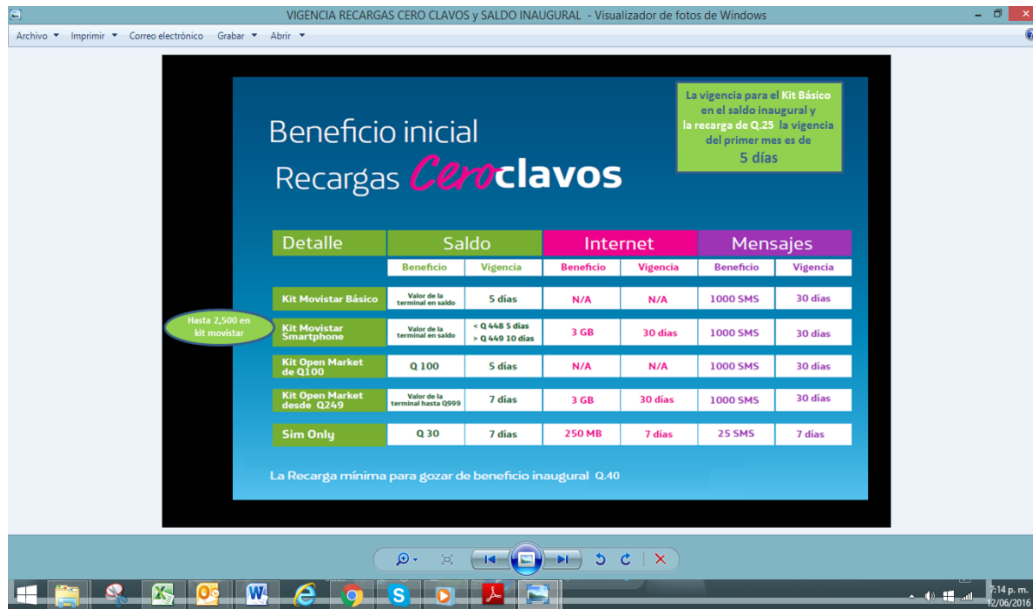 VIGENCIA RECARGAS CERO CLAVOS y SALDO INAUGURAL - Visualizador de fotos de Windows
Archivo Imprimir Correo electrónico Grabar Abrir
La vigencia para el Kit Básico
en el saldo inaugural y
la recarga de Q.25 la vigencia
del primer mes es de
5 días
Beneficio inicial
Recargas Ceroclavos
Detalle Saldo Internet Mensajes
Beneficio Vigencia Beneficio Vigencia Beneficio Vigencia
Kit Movistar Básico Valor de la terminal en saldo 5 días N/A N/A 1000 SMS 30 días
Hasta 2,500 en
kit movistar
Kit Movistar Smartphone Valor de la terminal en saldo < Q 448 5 días > Q 449 10 días 3 GB 30 días 1000 SMS 30 días
Kit Open Market de Q100 Q 100 5 días N/A N/A 1000 SMS 30 días
Kit Open Market desde Q249 Valor de la terminal hasta Q999 7 días 3 GB 30 días 1000 SMS 30 días
Sim Only Q 30 7 días 250 MB 7 días 25 SMS 7 días
La Recarga mínima para gozar de beneficio inaugural Q.40
7:14 p. m.
12/06/2016